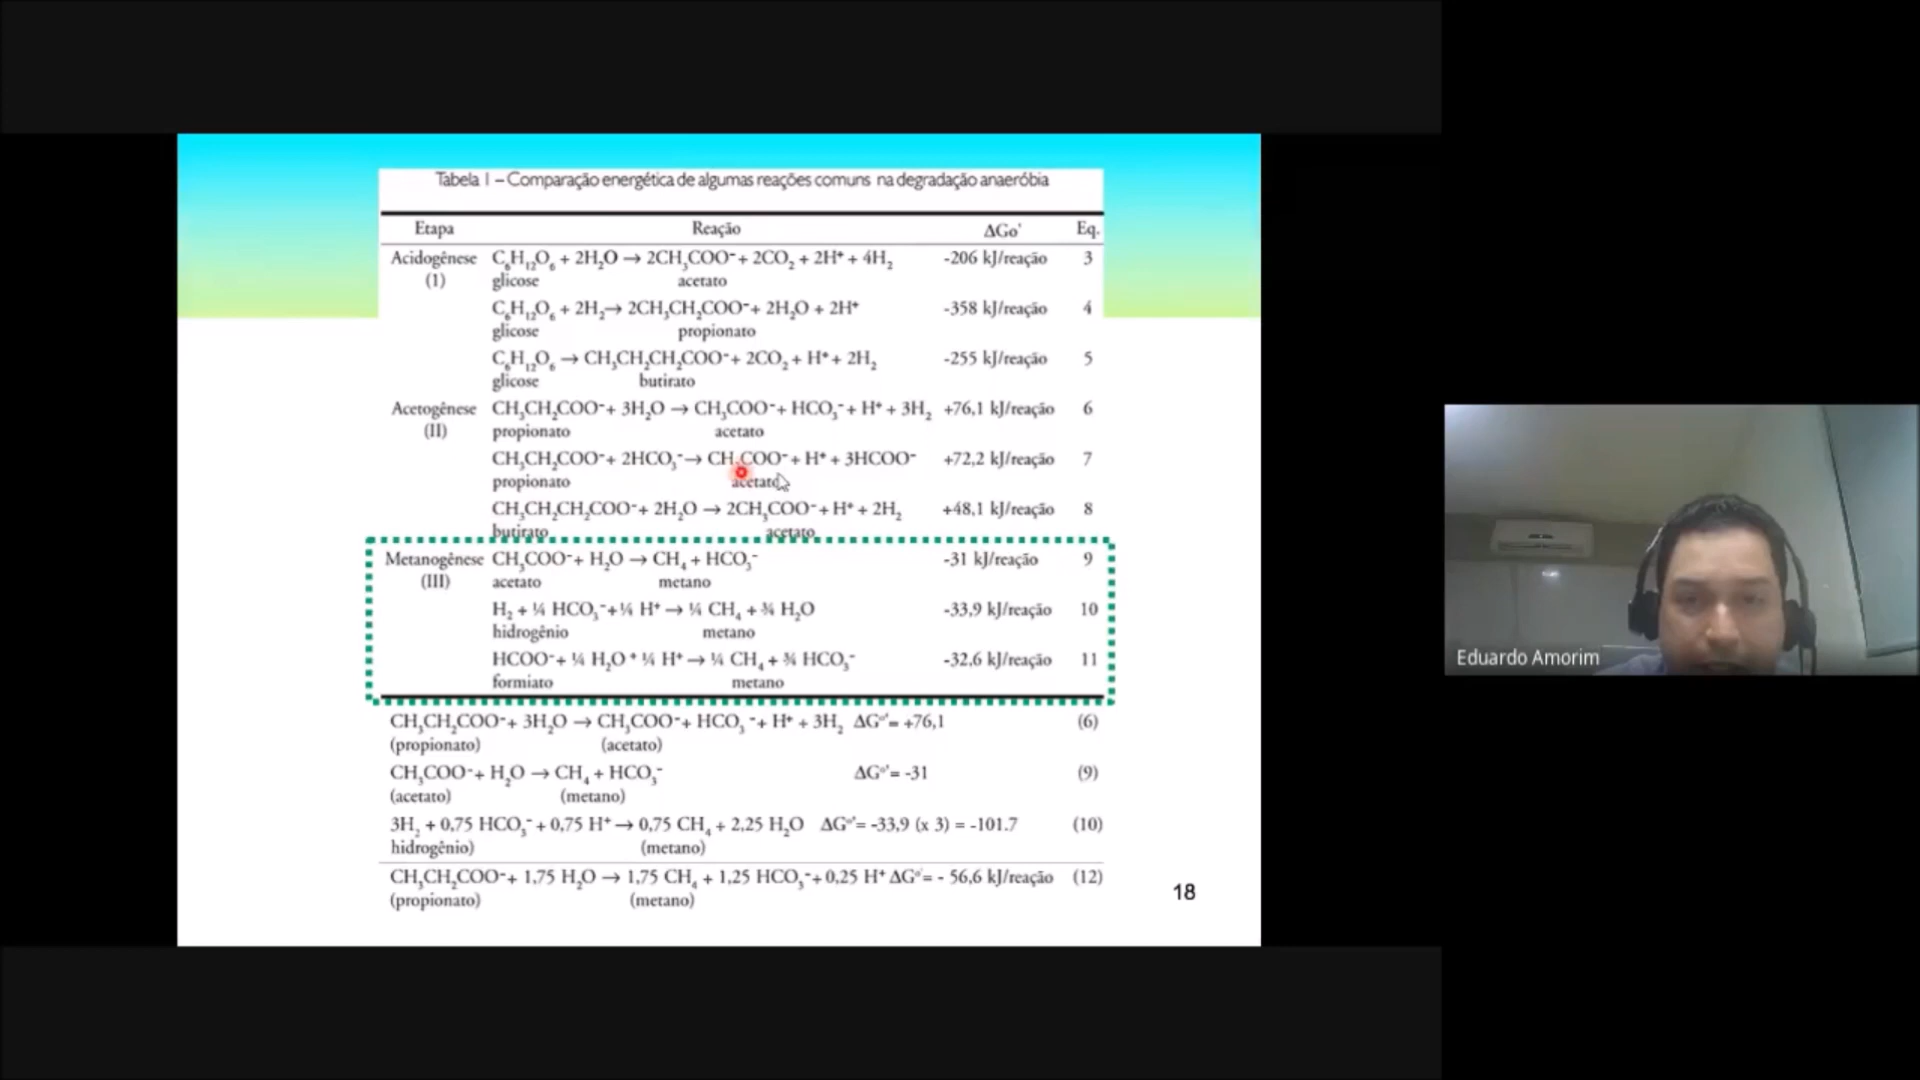 Tabela 1 – Comparação energética de algumas reações comuns na degradação anaeróbia
Etapa Reação ΔGo' Eq.
Acidogênese C₆H₁₂O₆ + 2H₂O → 2CH₃COO⁻ + 2CO₂ + 2H⁺ + 4H₂ -206 kJ/reação 3
(I) glicose acetato
C₆H₁₂O₆ + 2H₂→ 2CH₃CH₂COO⁻+ 2H₂O + 2H⁺ -358 kJ/reação 4
glicose propionato
C₆H₁₂O₆ → CH₃CH₂CH₂COO⁻+ 2CO₂ + H⁺ + 2H₂ -255 kJ/reação 5
glicose butirato
Acetogênese CH₃CH₂COO⁻+ 3H₂O → CH₃COO⁻+ HCO₃⁻+ H⁺ + 3H₂ +76,1 kJ/reação 6
(II) propionato acetato
CH₃CH₂COO⁻+ 2HCO₃⁻→ CH₃COO⁻+ H⁺ + 3HCOO⁻ +72,2 kJ/reação 7
propionato acetato
CH₃CH₂CH₂COO⁻+ 2H₂O → 2CH₃COO⁻+ H⁺ + 2H₂ +48,1 kJ/reação 8
butirato acetato
Metanogênese CH₃COO⁻+ H₂O → CH₄ + HCO₃⁻ -31 kJ/reação 9
(III) acetato metano
H₂ + ¼ HCO₃⁻+¼ H⁺ → ¼ CH₄ + ¾ H₂O -33,9 kJ/reação 10
hidrogênio metano
HCOO⁻+ ¼ H₂O ⁺ ¼ H⁺ → ¼ CH₄ + ¾ HCO₃⁻ -32,6 kJ/reação 11
formiato metano
CH₃CH₂COO⁻+ 3H₂O → CH₃COO⁻+ HCO₃⁻+ H⁺ + 3H₂ ΔG°'= +76,1 (6)
(propionato) (acetato)
CH₃COO⁻+ H₂O → CH₄ + HCO₃⁻ ΔG°'= -31 (9)
(acetato) (metano)
3H₂ + 0,75 HCO₃⁻ + 0,75 H⁺ → 0,75 CH₄ + 2,25 H₂O ΔG°'= -33,9 (x 3) = -101.7 (10)
hidrogênio) (metano)
CH₃CH₂COO⁻+ 1,75 H₂O → 1,75 CH₄ + 1,25 HCO₃⁻+ 0,25 H⁺ ΔG°'= - 56,6 kJ/reação (12)
(propionato) (metano)
18
Eduardo Amorim